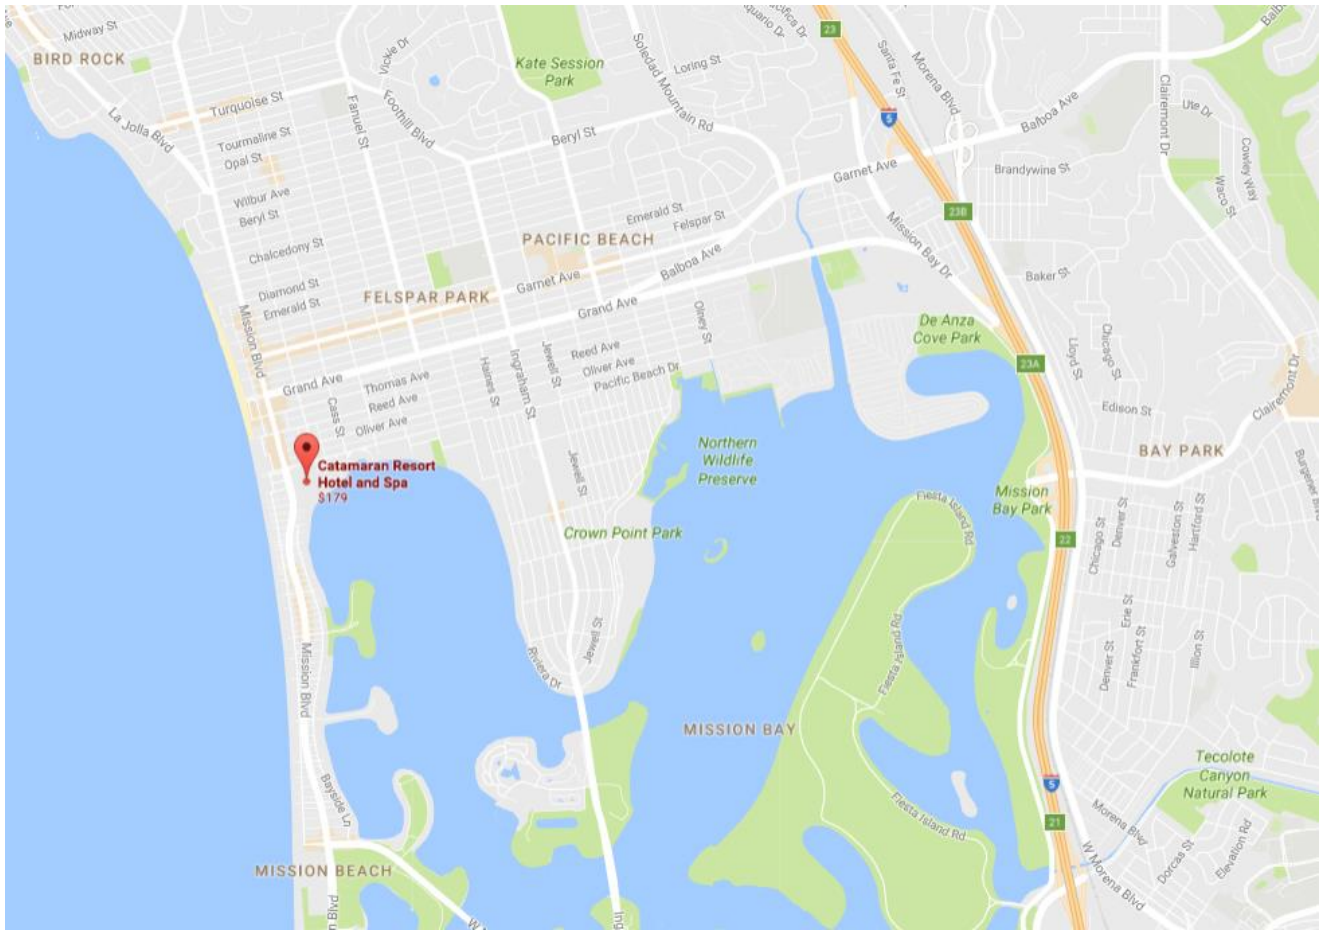 Midway St
BIRD ROCK
La Jolla Blvd
Turquoise St
Vickie Dr
Foothill Blvd
Fanuel St
Tourmaline St
Opal St
Wilbur Ave
Beryl St
Chalcedony St
Diamond St
Emerald St
Kate Session
Park
Soledad Mountain Rd
Loring St
Beryl St
23
Santa Fe St
Morena Blvd
5
Balboa Ave
Garnet Ave
Clairemont Dr
Ute Dr
Cowley Way
Waco St
Brandywine St
23B
Mission Bay Dr
Baker St
Emerald St
Felspar St
PACIFIC BEACH
Balboa Ave
Garnet Ave
FELSPAR PARK
Grand Ave
Mission Blvd
Olney St
De Anza
Cove Park
23A
Lloyd St
Chicago St
Clairemont Dr
Grand Ave
Thomas Ave
Reed Ave
Oliver Ave
Cass St
Haines St
Ingraham St
Jewell St
Reed Ave
Oliver Ave
Pacific Beach Dr
Edison St
BAY PARK
Catamaran Resort
Hotel and Spa
$179
Jewell St
Northern
Wildlife
Preserve
Crown Point Park
Fiesta Island Rd
Mission
Bay Park
22
Chicago St
Denver St
Galveston St
Hartford St
Erie St
Denver St
Frankfort St
Illion St
Mission Blvd
Riviera Dr
Jewell St
Fiesta Island Rd
MISSION BAY
Bayside Ln
Fiesta Island Rd
5
21
Tecolote
Canyon
Natural Park
Morena Blvd
W Morena Blvd
Dorcas St
Elevation Rd
MISSION BEACH